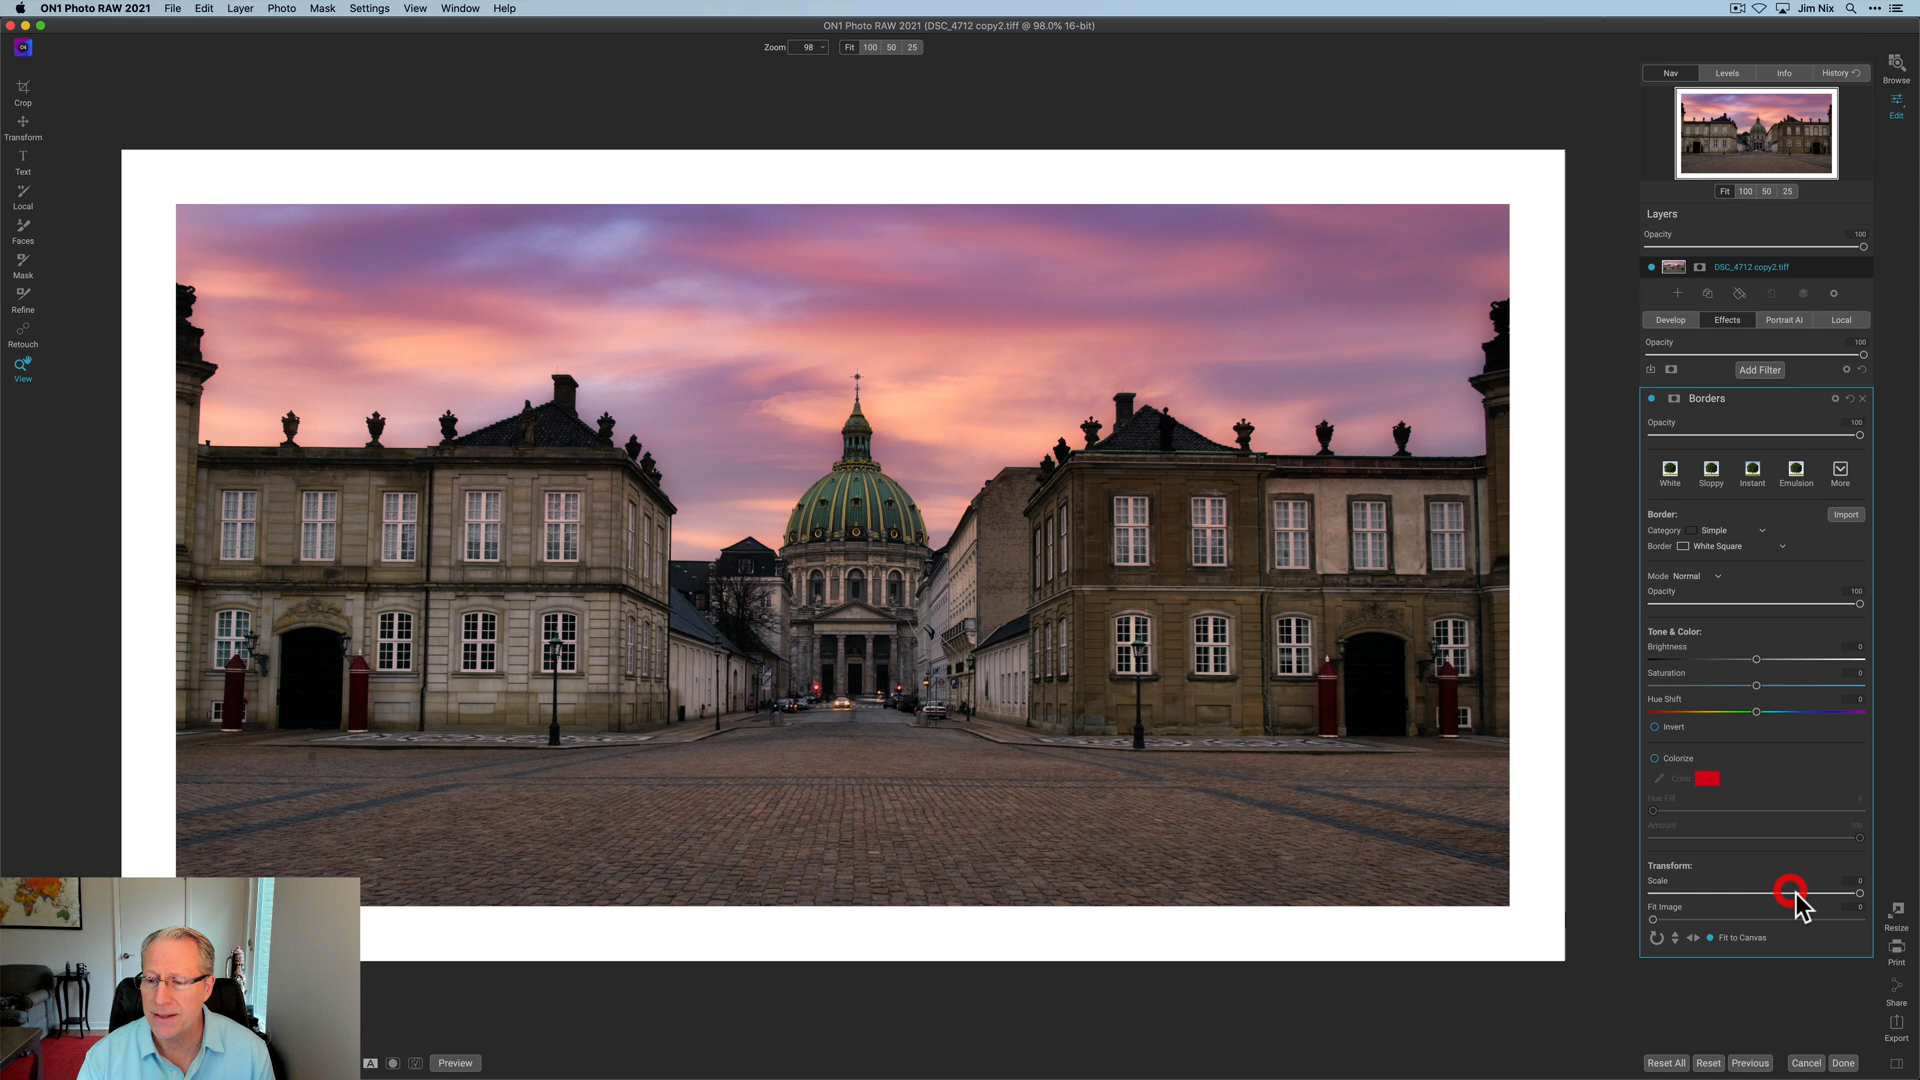 ON1 Photo RAW 2021 File Edit Layer Photo Mask Settings View Window Help Jim Nix
ON1 Photo RAW 2021 (DSC_4712 copy2.tiff @ 98.0% 16-bit)
Zoom 98 Fit 100 50 25
Crop
Transform
Text
Local
Faces
Mask
Refine
Retouch
View
Nav Levels Info History
Browse
Edit
Fit 100 50 25
Layers
Opacity 100
DSC_4712 copy2.tiff
Develop Effects Portrait AI Local
Opacity 100
Add Filter
Borders
Opacity 100
White Sloppy Instant Emulsion More
Border: Import
Category Simple
Border White Square
Mode Normal
Opacity 100
Tone & Color:
Brightness 0
Saturation 0
Hue Shift 0
Invert
Colorize
Color:
Hue Fill 0
Amount 100
Transform:
Scale 0
Fit Image 0
Fit to Canvas
Resize
Print
Share
Export
A Preview
Reset All Reset Previous Cancel Done